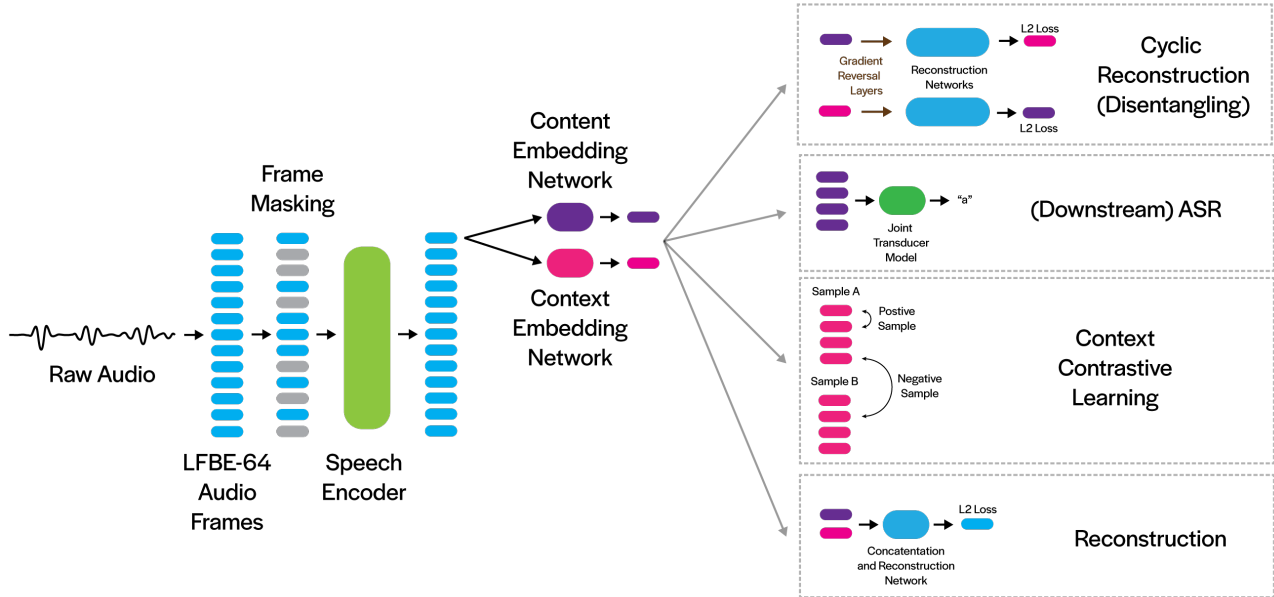 Raw Audio
LFBE-64
Audio
Frames
Frame
Masking
Speech
Encoder
Content
Embedding
Network
Context
Embedding
Network
L2 Loss
Gradient
Reversal
Layers
Reconstruction
Networks
L2 Loss
Cyclic
Reconstruction
(Disentangling)
"a"
Joint
Transducer
Model
(Downstream) ASR
Sample A
Postive
Sample
Sample B
Negative
Sample
Context
Contrastive
Learning
L2 Loss
Concatentation
and Reconstruction
Network
Reconstruction